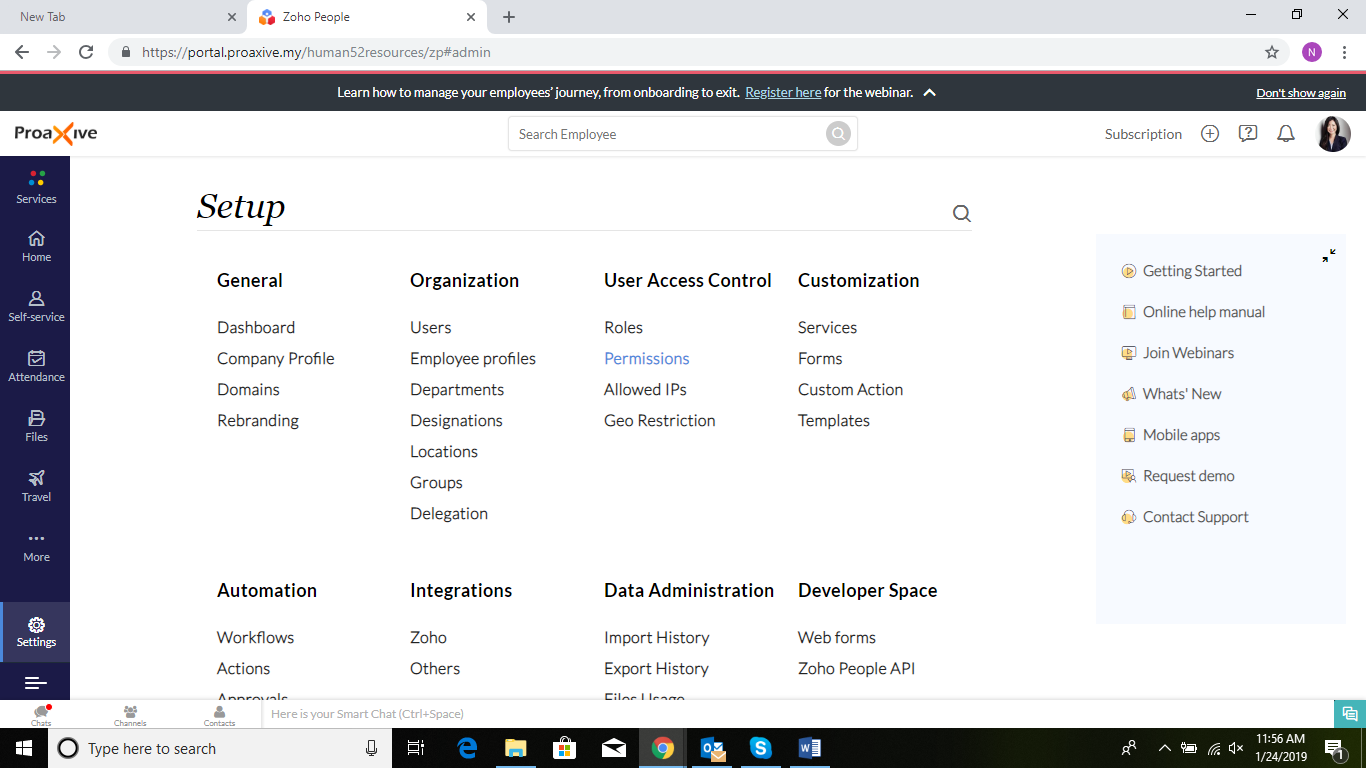 New Tab
Zoho People
https://portal.proaxive.my/human52resources/zp#admin
N
Learn how to manage your employees' journey, from onboarding to exit. Register here for the webinar.
Don't show again
ProaXive
Search Employee
Subscription
Services
Home
Self-service
Attendance
Files
Travel
More
Settings
Setup
General
Dashboard
Company Profile
Domains
Rebranding
Organization
Users
Employee profiles
Departments
Designations
Locations
Groups
Delegation
User Access Control
Roles
Permissions
Allowed IPs
Geo Restriction
Customization
Services
Forms
Custom Action
Templates
Automation
Workflows
Actions
Approvals
Integrations
Zoho
Others
Data Administration
Import History
Export History
Files Usage
Developer Space
Web forms
Zoho People API
Getting Started
Online help manual
Join Webinars
Whats' New
Mobile apps
Request demo
Contact Support
Chats
Channels
Contacts
Here is your Smart Chat (Ctrl+Space)
Type here to search
11:56 AM
1/24/2019
1